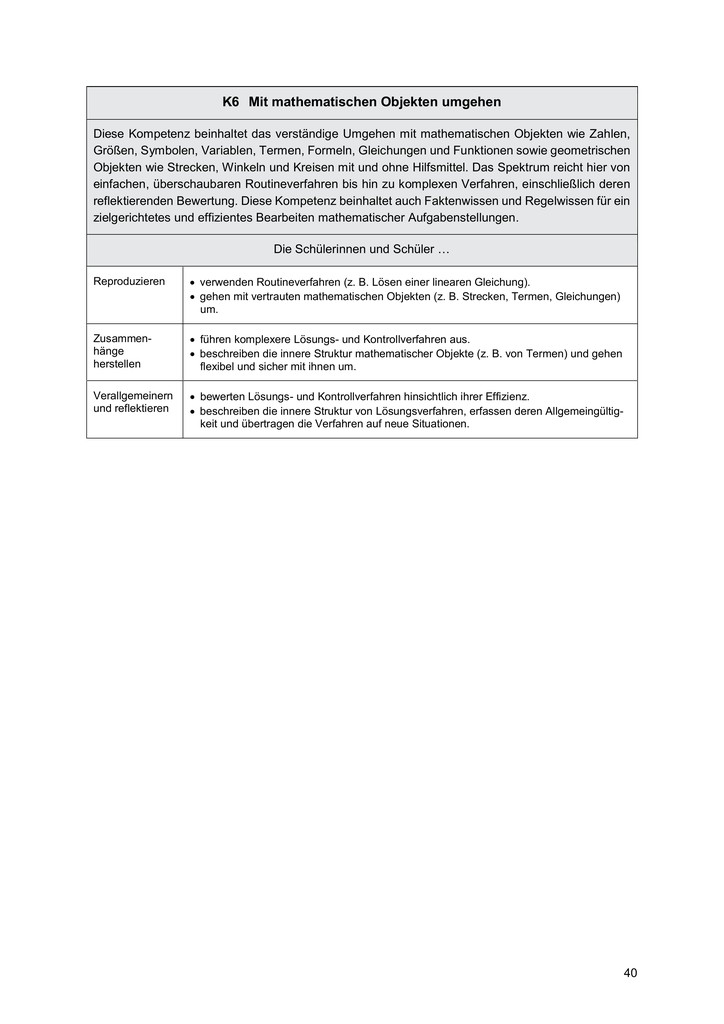 K6 Mit mathematischen Objekten umgehen
Diese Kompetenz beinhaltet das verständige Umgehen mit mathematischen Objekten wie Zahlen,
Größen, Symbolen, Variablen, Termen, Formeln, Gleichungen und Funktionen sowie geometrischen
Objekten wie Strecken, Winkeln und Kreisen mit und ohne Hilfsmittel. Das Spektrum reicht hier von
einfachen, überschaubaren Routineverfahren bis hin zu komplexen Verfahren, einschließlich deren
reflektierenden Bewertung. Diese Kompetenz beinhaltet auch Faktenwissen und Regelwissen für ein
zielgerichtetes und effizientes Bearbeiten mathematischer Aufgabenstellungen.
Die Schülerinnen und Schüler …
Reproduzieren
• verwenden Routineverfahren (z. B. Lösen einer linearen Gleichung).
• gehen mit vertrauten mathematischen Objekten (z. B. Strecken, Termen, Gleichungen)
um.
Zusammen-
hänge
herstellen
• führen komplexere Lösungs- und Kontrollverfahren aus.
• beschreiben die innere Struktur mathematischer Objekte (z. B. von Termen) und gehen
flexibel und sicher mit ihnen um.
Verallgemeinern
und reflektieren
• bewerten Lösungs- und Kontrollverfahren hinsichtlich ihrer Effizienz.
• beschreiben die innere Struktur von Lösungsverfahren, erfassen deren Allgemeingültig-
keit und übertragen die Verfahren auf neue Situationen.
40